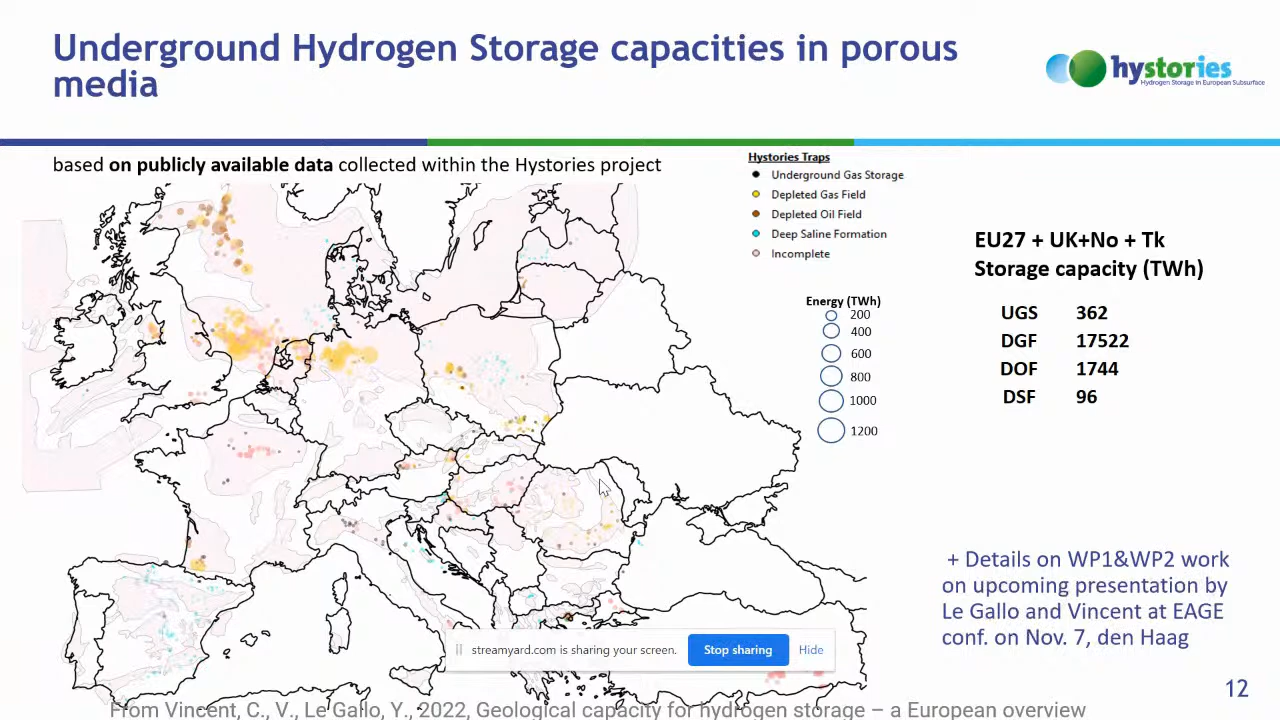 Underground Hydrogen Storage capacities in porous
media
hystories
Hydrogen Storage in European Subsurface
based on publicly available data collected within the Hystories project
Hystories Traps
Underground Gas Storage
Depleted Gas Field
Depleted Oil Field
Deep Saline Formation
Incomplete
Energy (TWh)
200
400
600
800
1000
1200
EU27 + UK+No + Tk
Storage capacity (TWh)
UGS 362
DGF 17522
DOF 1744
DSF 96
+ Details on WP1&WP2 work
on upcoming presentation by
Le Gallo and Vincent at EAGE
conf. on Nov. 7, den Haag
streamyard.com is sharing your screen. Stop sharing Hide
12
From Vincent, C., V., Le Gallo, Y., 2022, Geological capacity for hydrogen storage – a European overview